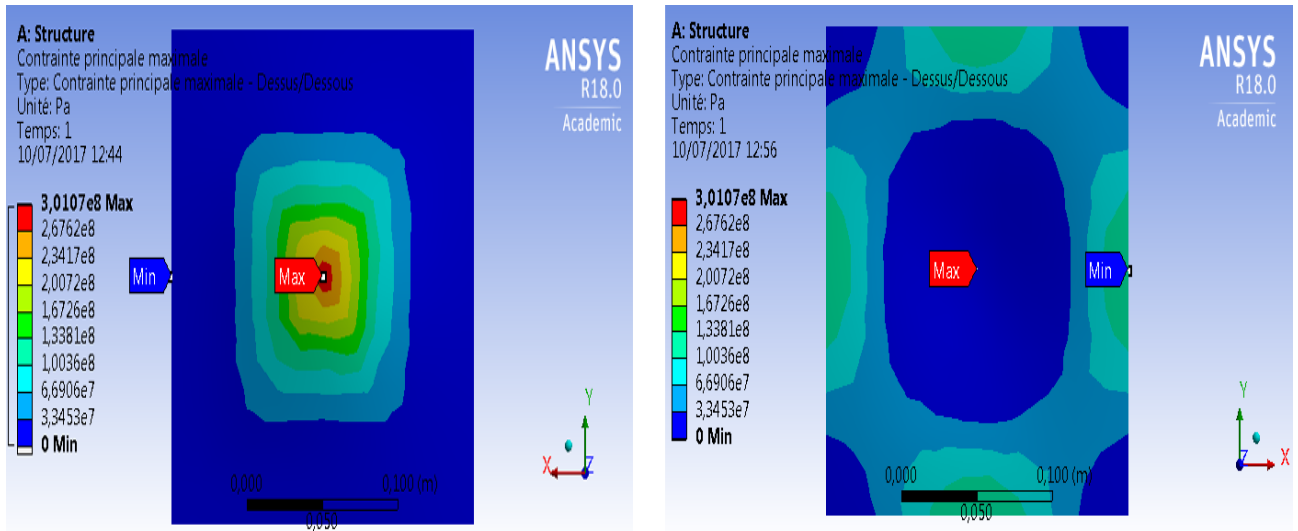 A: Structure
Contrainte principale maximale
Type: Contrainte principale maximale - Dessus/Dessous
Unité: Pa
Temps: 1
10/07/2017 12:44
ANSYS
R18.0
Academic
3,0107e8 Max
2,6762e8
2,3417e8
2,0072e8
1,6726e8
1,3381e8
1,0036e8
6,6906e7
3,3453e7
0 Min
Min
Max
Y
X
Z
0,000
0,100 (m)
0,050
A: Structure
Contrainte principale maximale
Type: Contrainte principale maximale - Dessus/Dessous
Unité: Pa
Temps: 1
10/07/2017 12:56
ANSYS
R18.0
Academic
3,0107e8 Max
2,6762e8
2,3417e8
2,0072e8
1,6726e8
1,3381e8
1,0036e8
6,6906e7
3,3453e7
0 Min
Max
Min
Y
Z
X
0,000
0,100 (m)
0,050